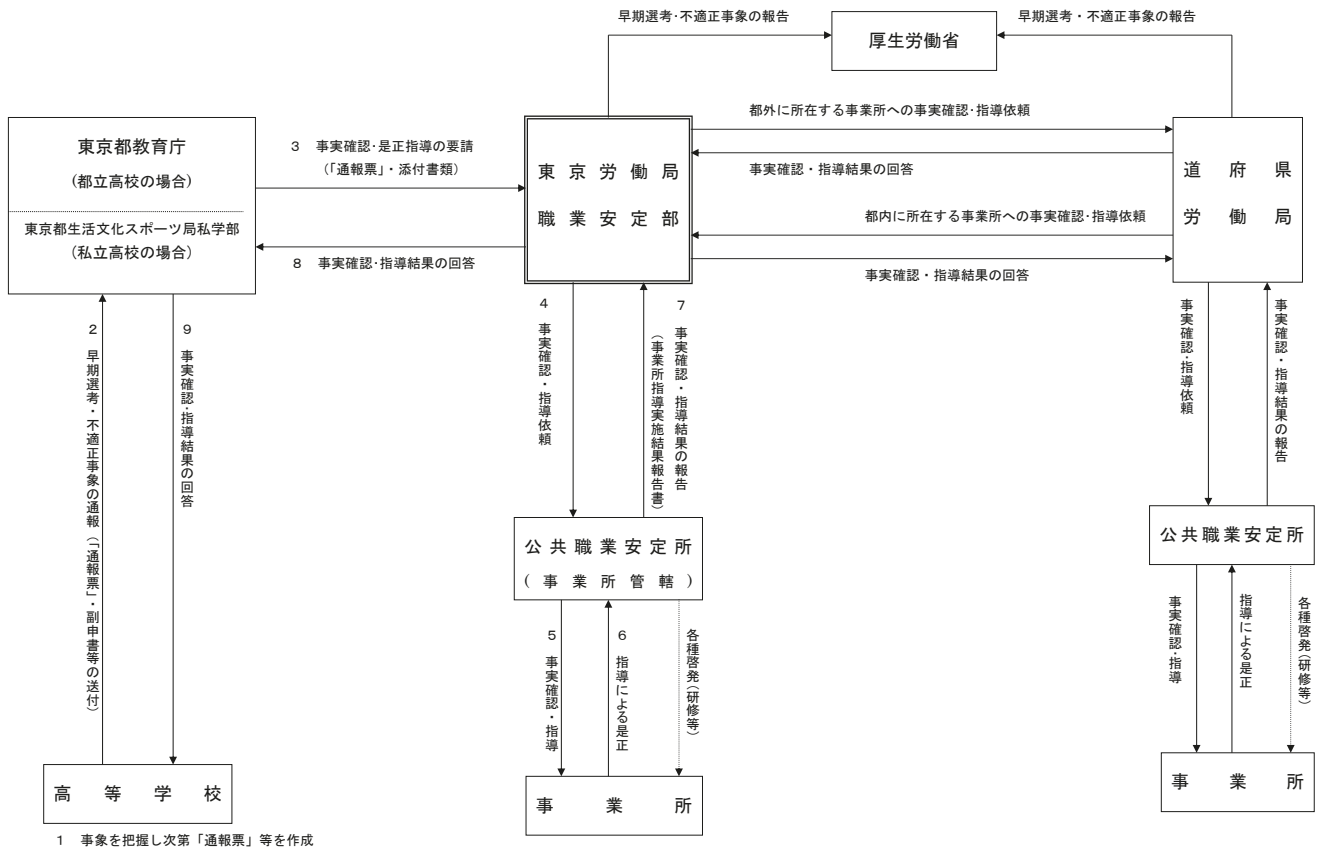 早期選考･不適正事象の報告
早期選考・不適正事象の報告
厚生労働省
東京都教育庁
(都立高校の場合)
東京都生活文化スポーツ局私学部
(私立高校の場合)
3 事実確認･是正指導の要請
(「通報票」・添付書類)
8 事実確認･指導結果の回答
東京労働局
職業安定部
都外に所在する事業所への事実確認･指導依頼
事実確認・指導結果の回答
都内に所在する事業所への事実確認･指導依頼
事実確認・指導結果の回答
道府県
労働局
2 早期選考・不適正事象の通報(「通報票」・副申書等の送付)
9 事実確認･指導結果の回答
4 事実確認・指導依頼
7 事実確認・指導結果の報告
(事業所指導実施結果報告書)
事実確認･指導依頼
事実確認・指導結果の報告
公共職業安定所
(事業所管轄)
公共職業安定所
5 事実確認・指導
6 指導による是正
各種啓発(研修等)
事実確認･指導
指導による是正
各種啓発(研修等)
高等学校
事業所
事業所
1 事象を把握し次第「通報票」等を作成